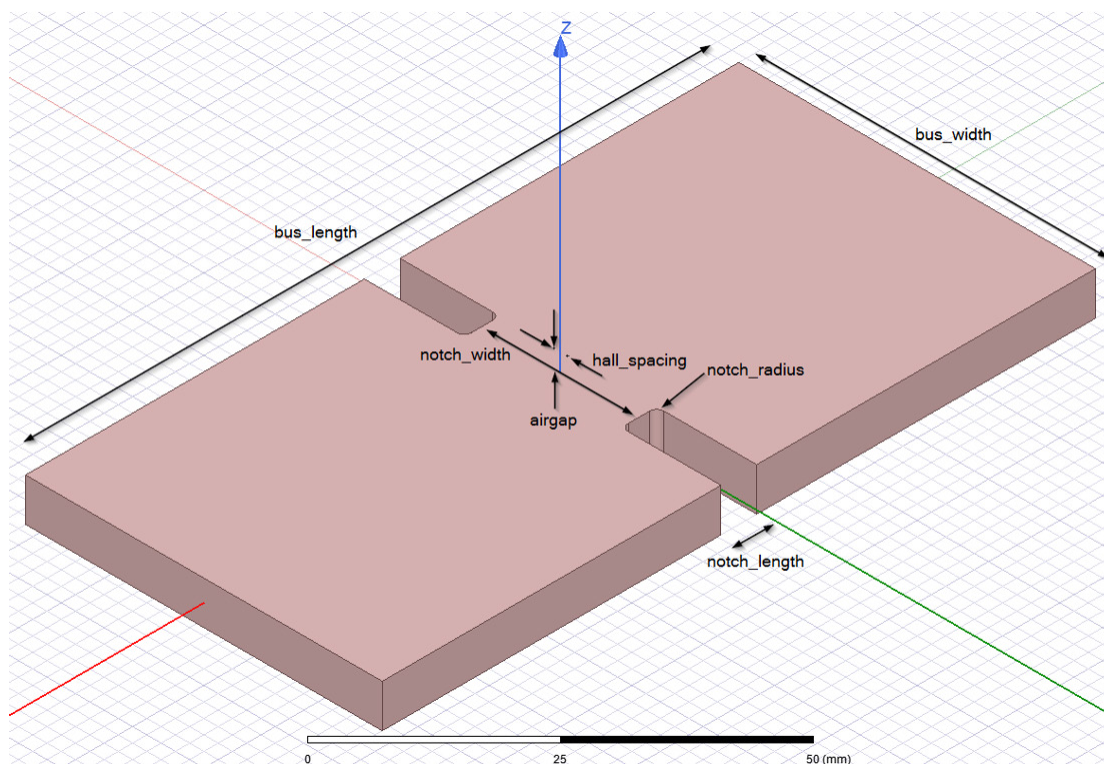 Z
bus_width
bus_length
notch_width
hall_spacing
notch_radius
airgap
notch_length
0
25
50 (mm)